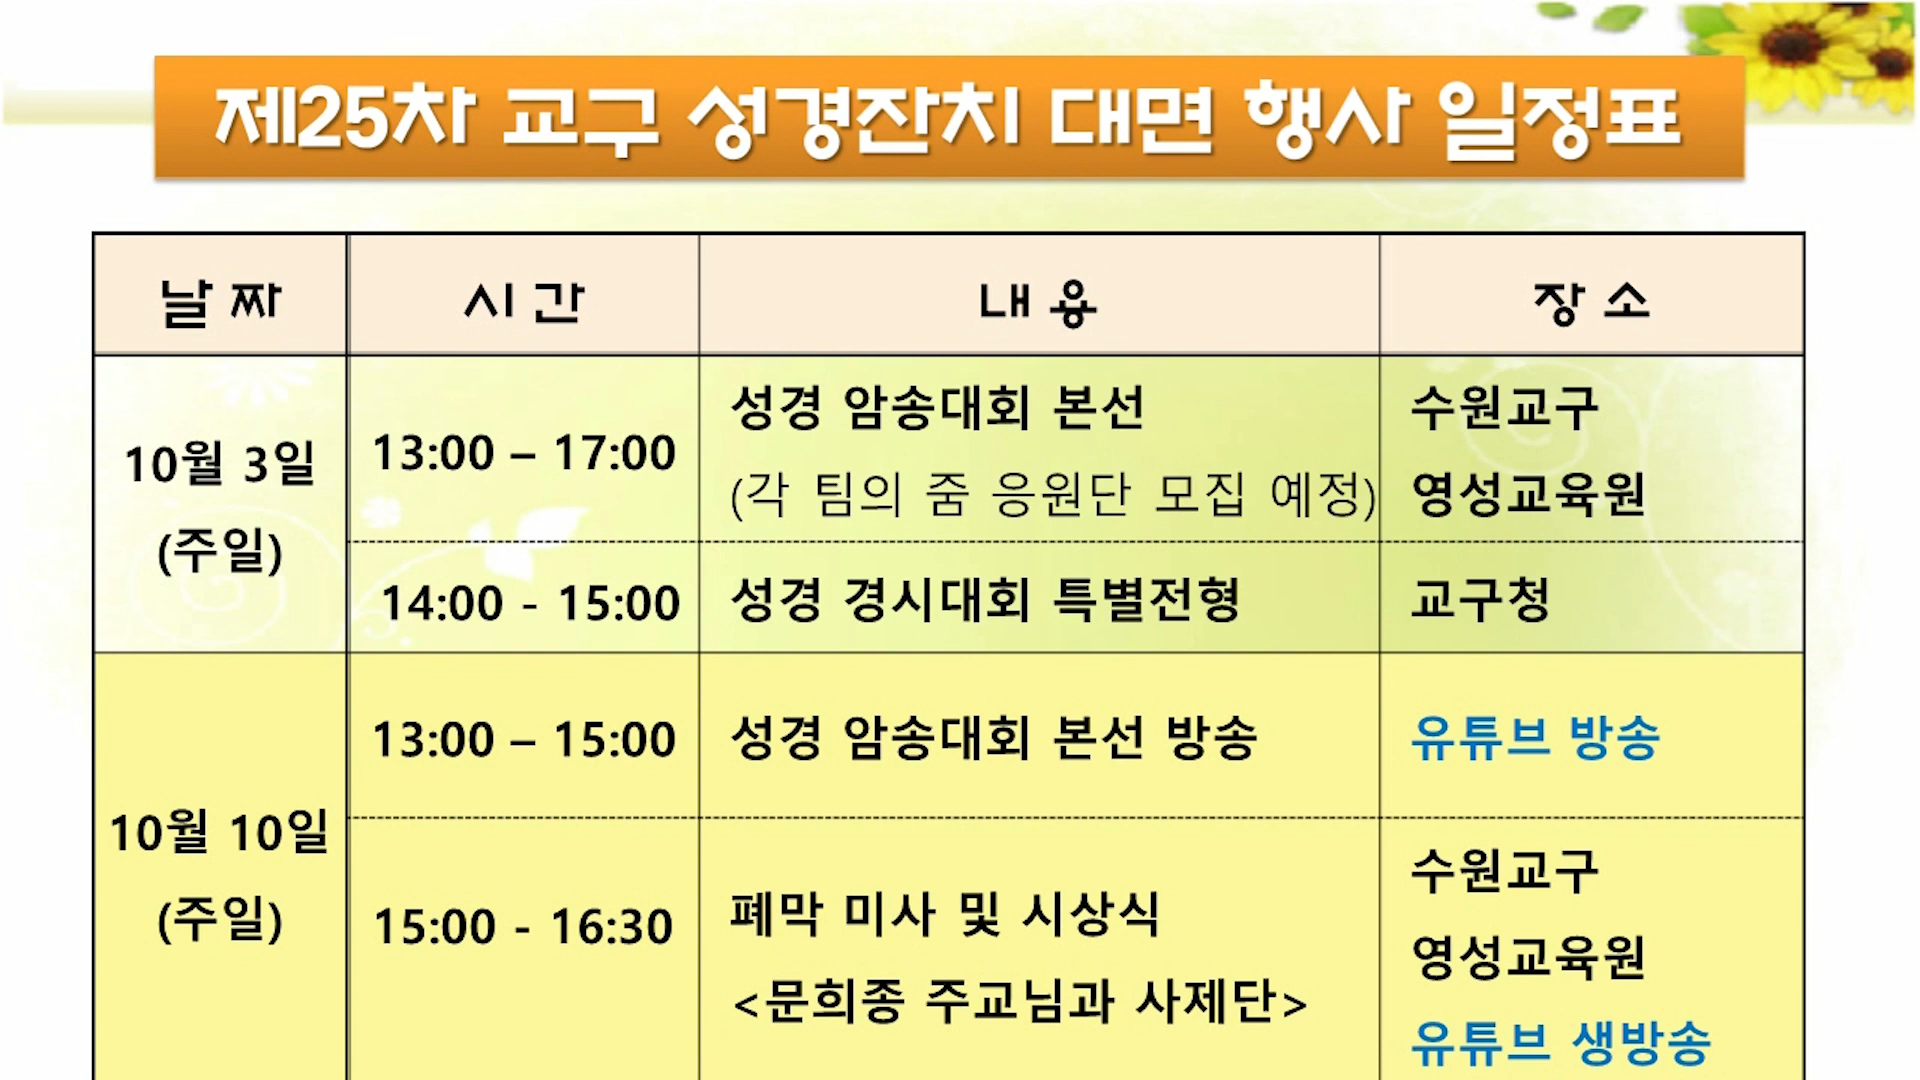 제25차 교구 성경잔치 대면 행사 일정표
날 짜
시 간
내 용
장 소
10월 3일
(주일)
13:00 – 17:00
성경 암송대회 본선
(각 팀의 줌 응원단 모집 예정)
수원교구
영성교육원
14:00 - 15:00
성경 경시대회 특별전형
교구청
10월 10일
(주일)
13:00 – 15:00
성경 암송대회 본선 방송
유튜브 방송
15:00 - 16:30
폐막 미사 및 시상식
<문희종 주교님과 사제단>
수원교구
영성교육원
유튜브 생방송